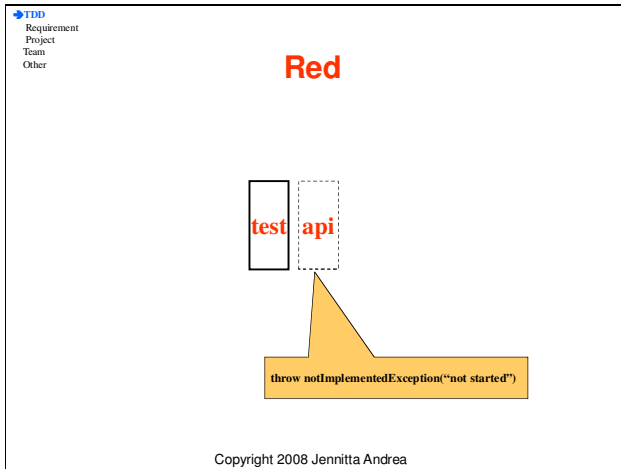 TDD
Requirement
Project
Team
Other
Red
test api
throw notImplementedException(“not started”)
Copyright 2008 Jennitta Andrea